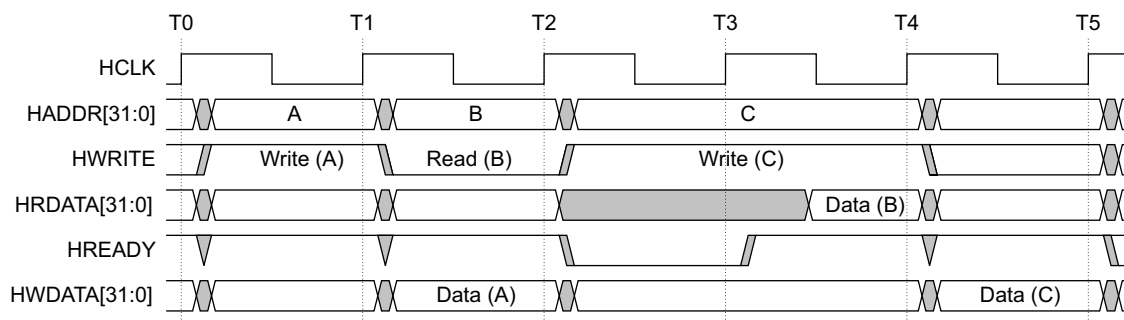 T0 T1 T2 T3 T4 T5
HCLK
HADDR[31:0] A B C
HWRITE Write (A) Read (B) Write (C)
HRDATA[31:0] Data (B)
HREADY
HWDATA[31:0] Data (A) Data (C)